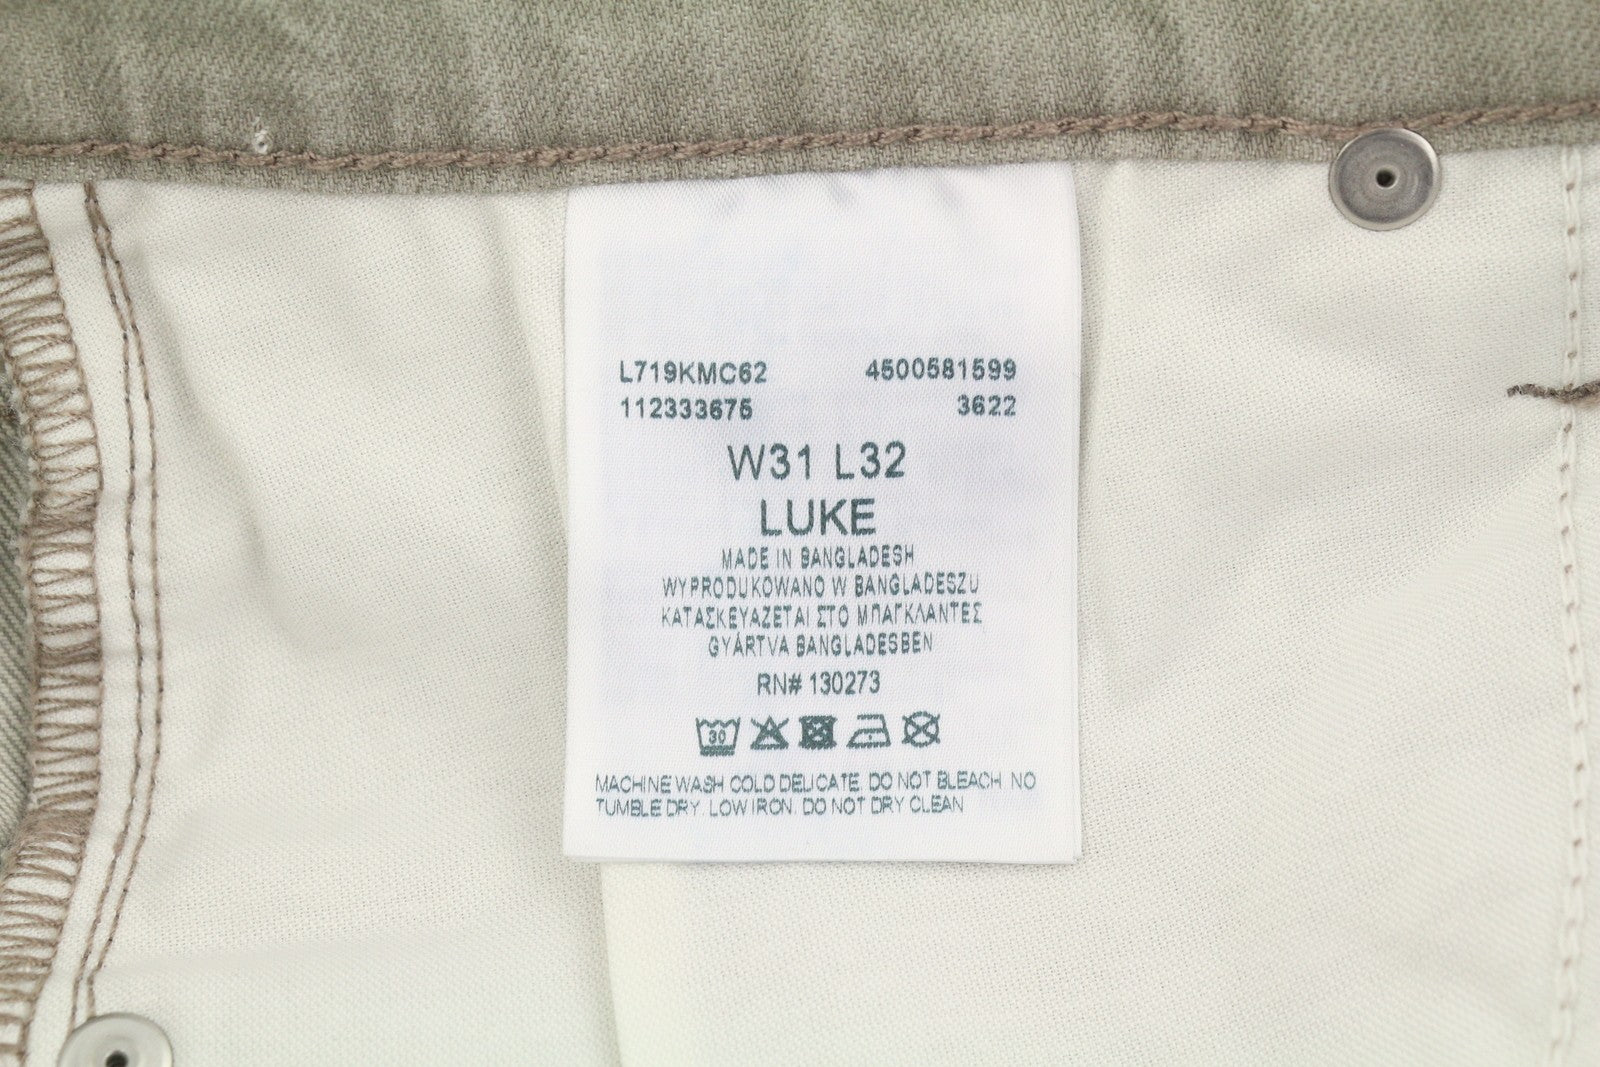 L719KMC62 4500581599
112333675 3622
W31 L32
LUKE
MADE IN BANGLADESH
WYPRODUKOWANO W BANGLADESZU
ΚΑΤΑΣΚΕΥΑΖΕΤΑΙ ΣΤΟ ΜΠΑΓΚΛΑΝΤΕΣ
GYÁRTVA BANGLADESBEN
RN# 130273
30
MACHINE WASH COLD DELICATE. DO NOT BLEACH. NO
TUMBLE DRY. LOW IRON. DO NOT DRY CLEAN